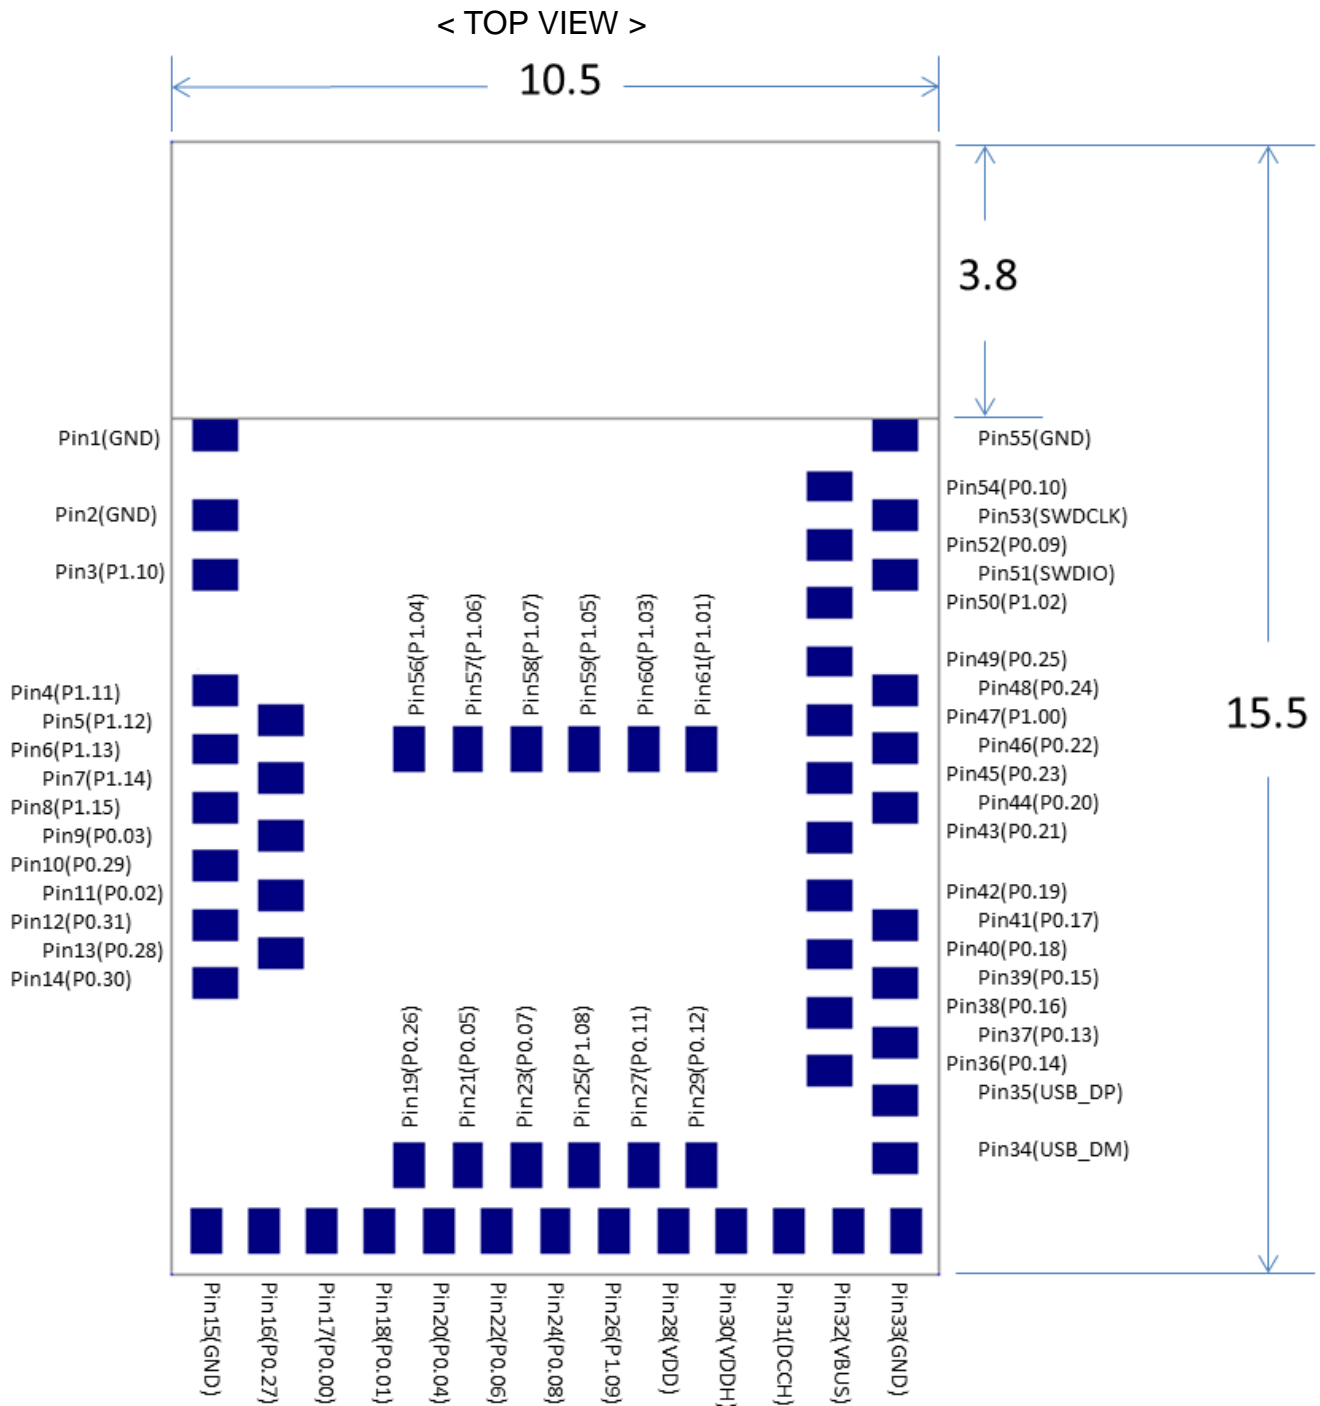 < TOP VIEW >
10.5
3.8
15.5
Pin1(GND)
Pin2(GND)
Pin3(P1.10)
Pin4(P1.11)
Pin5(P1.12)
Pin6(P1.13)
Pin7(P1.14)
Pin8(P1.15)
Pin9(P0.03)
Pin10(P0.29)
Pin11(P0.02)
Pin12(P0.31)
Pin13(P0.28)
Pin14(P0.30)
Pin56(P1.04)
Pin57(P1.06)
Pin58(P1.07)
Pin59(P1.05)
Pin60(P1.03)
Pin61(P1.01)
Pin19(P0.26)
Pin21(P0.05)
Pin23(P0.07)
Pin25(P1.08)
Pin27(P0.11)
Pin29(P0.12)
Pin55(GND)
Pin54(P0.10)
Pin53(SWDCLK)
Pin52(P0.09)
Pin51(SWDIO)
Pin50(P1.02)
Pin49(P0.25)
Pin48(P0.24)
Pin47(P1.00)
Pin46(P0.22)
Pin45(P0.23)
Pin44(P0.20)
Pin43(P0.21)
Pin42(P0.19)
Pin41(P0.17)
Pin40(P0.18)
Pin39(P0.15)
Pin38(P0.16)
Pin37(P0.13)
Pin36(P0.14)
Pin35(USB_DP)
Pin34(USB_DM)
Pin15(GND)
Pin16(P0.27)
Pin17(P0.00)
Pin18(P0.01)
Pin20(P0.04)
Pin22(P0.06)
Pin24(P0.08)
Pin26(P1.09)
Pin28(VDD)
Pin30(VDDH)
Pin31(DCCH)
Pin32(VBUS)
Pin33(GND)